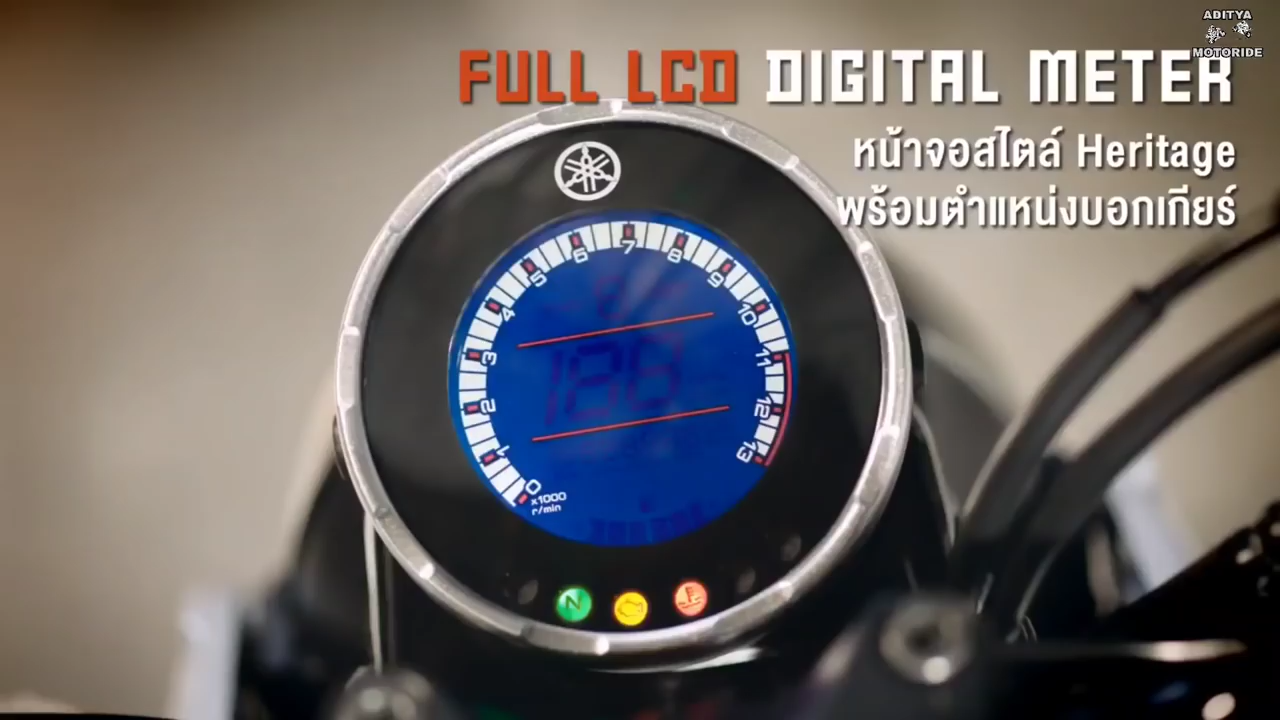 ADITYA
MOTORIDE
FULL LCD DIGITAL METER
หน้าจอสไตล์ Heritage
พร้อมตำแหน่งบอกเกียร์
0 1 2 3 4 5 6 7 8 9 10 11 12 13
x1000
r/min
188
N